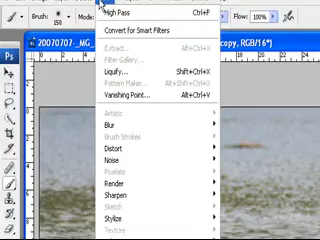 Brush: 150
Flow: 100%
High Pass Ctrl+F
Convert for Smart Filters
Extract... Alt+Ctrl+X
Filter Gallery...
Liquify... Shift+Ctrl+X
Pattern Maker... Alt+Shift+Ctrl+X
Vanishing Point... Alt+Ctrl+V
20070707-_MG_
copy, RGB/16*)
Ps
Artistic
Blur
Brush Strokes
Distort
Noise
Pixelate
Render
Sharpen
Sketch
Stylize
Texture